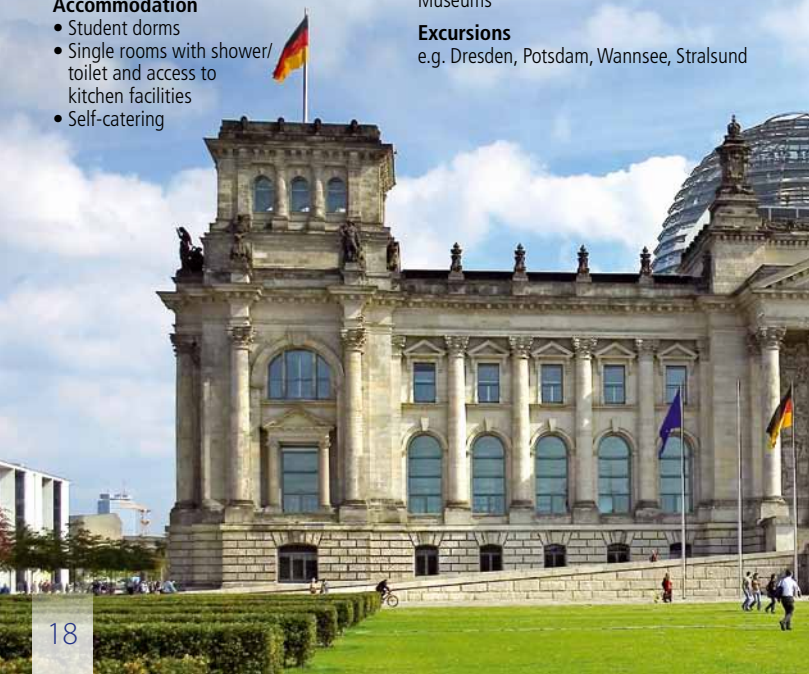 Accommodation
• Student dorms
• Single rooms with shower/
toilet and access to
kitchen facilities
• Self-catering
Museums
Excursions
e.g. Dresden, Potsdam, Wannsee, Stralsund
18